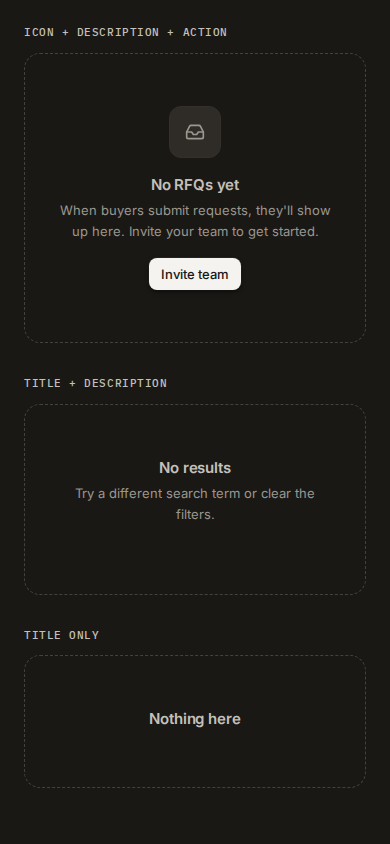 ICON + DESCRIPTION + ACTION
No RFQs yet
When buyers submit requests, they'll show
up here. Invite your team to get started.
Invite team
TITLE + DESCRIPTION
No results
Try a different search term or clear the
filters.
TITLE ONLY
Nothing here